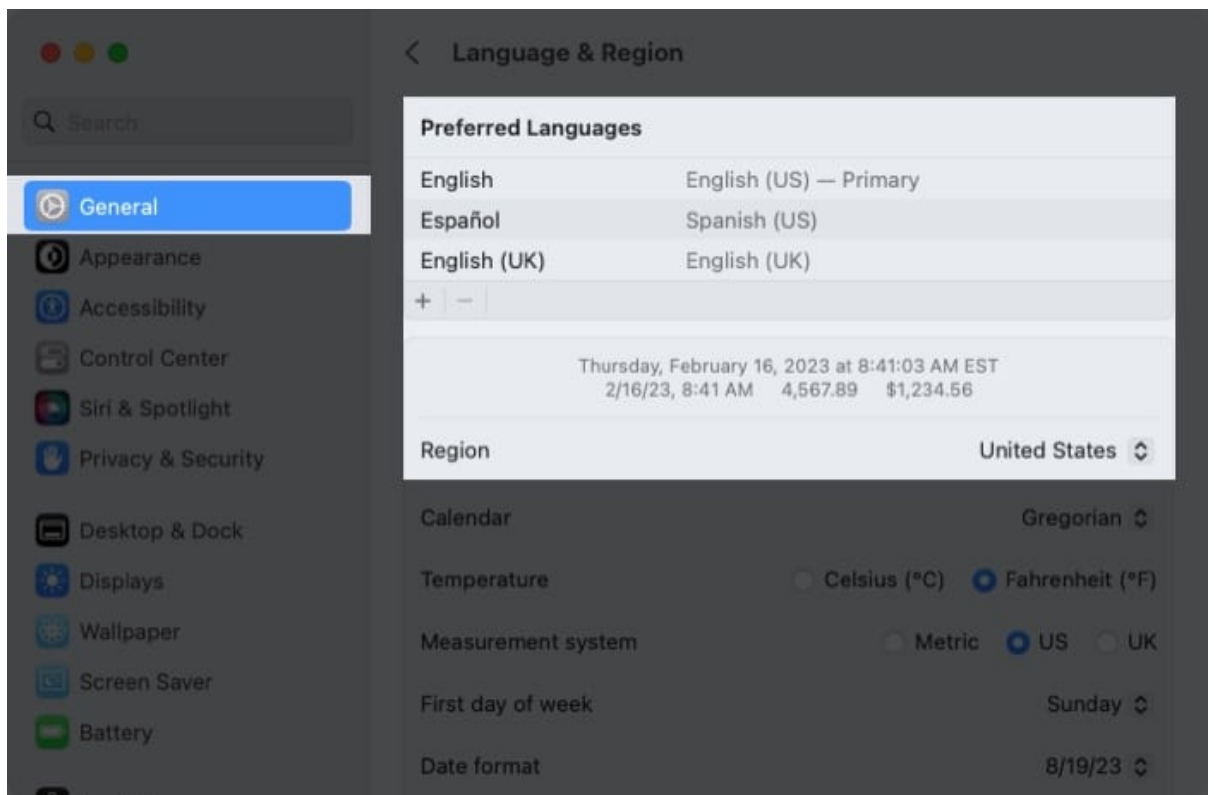 Language & Region
Search
General
Appearance
Accessibility
Control Center
Siri & Spotlight
Privacy & Security
Desktop & Dock
Displays
Wallpaper
Screen Saver
Battery
Preferred Languages
English English (US) — Primary
Español Spanish (US)
English (UK) English (UK)
+ −
Thursday, February 16, 2023 at 8:41:03 AM EST
2/16/23, 8:41 AM 4,567.89 $1,234.56
Region United States
Calendar Gregorian
Temperature Celsius (°C) Fahrenheit (°F)
Measurement system Metric US UK
First day of week Sunday
Date format 8/19/23